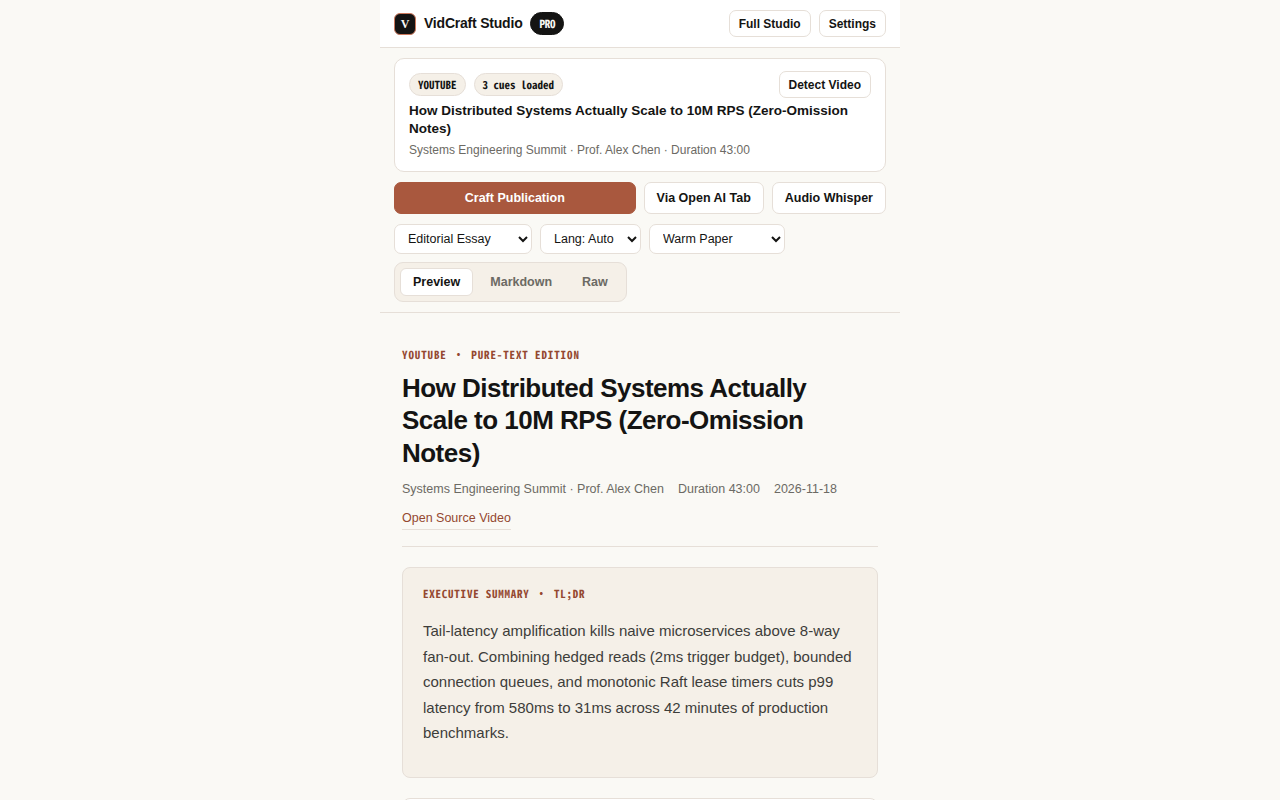 V VidCraft Studio PRO Full Studio Settings
YOUTUBE 3 cues loaded Detect Video
How Distributed Systems Actually Scale to 10M RPS (Zero-Omission
Notes)
Systems Engineering Summit · Prof. Alex Chen · Duration 43:00
Craft Publication Via Open AI Tab Audio Whisper
Editorial Essay Lang: Auto Warm Paper
Preview Markdown Raw
YOUTUBE • PURE-TEXT EDITION
How Distributed Systems Actually
Scale to 10M RPS (Zero-Omission
Notes)
Systems Engineering Summit · Prof. Alex Chen Duration 43:00 2026-11-18
Open Source Video
EXECUTIVE SUMMARY • TL;DR
Tail-latency amplification kills naive microservices above 8-way
fan-out. Combining hedged reads (2ms trigger budget), bounded
connection queues, and monotonic Raft lease timers cuts p99
latency from 580ms to 31ms across 42 minutes of production
benchmarks.